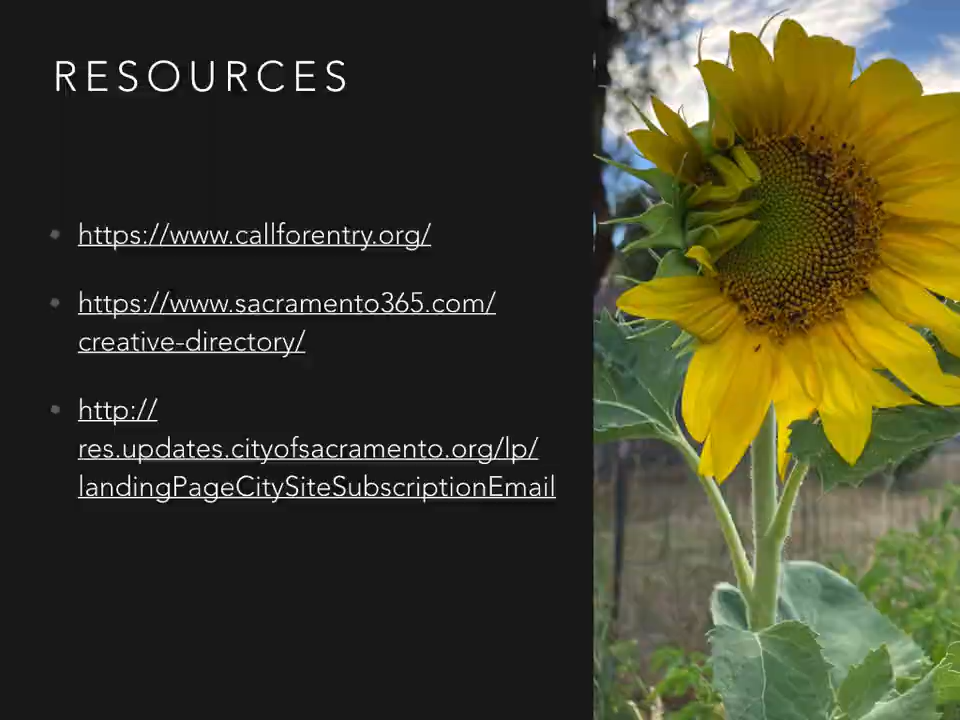 RESOURCES
https://www.callforentry.org/
https://www.sacramento365.com/
creative-directory/
http://
res.updates.cityofsacramento.org/lp/
landingPageCitySiteSubscriptionEmail